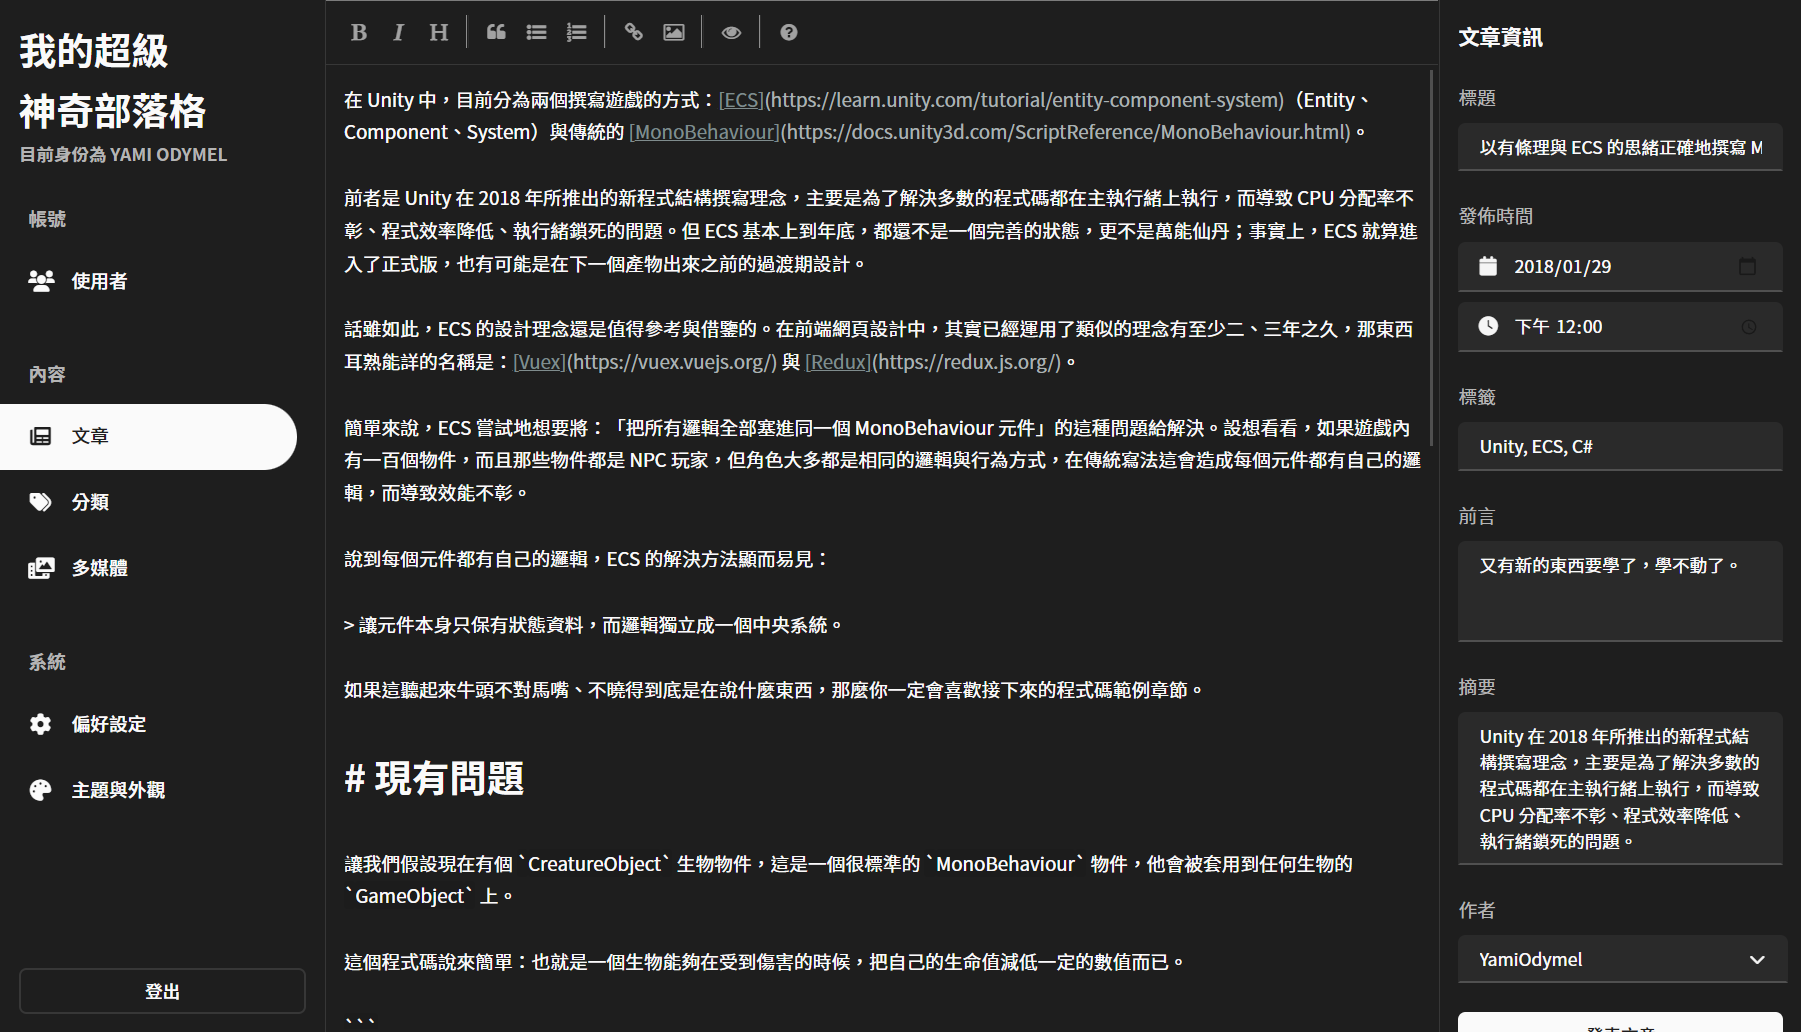 我的超級
神奇部落格
目前身份為 YAMI ODYMEL
帳號
使用者
內容
文章
分類
多媒體
系統
偏好設定
主題與外觀
登出
B I H
在 Unity 中，目前分為兩個撰寫遊戲的方式：[ECS](https://learn.unity.com/tutorial/entity-component-system)（Entity、
Component、System）與傳統的 [MonoBehaviour](https://docs.unity3d.com/ScriptReference/MonoBehaviour.html)。
前者是 Unity 在 2018 年所推出的新程式結構撰寫理念，主要是為了解決多數的程式碼都在主執行緒上執行，而導致 CPU 分配率不
彰、程式效率降低、執行緒鎖死的問題。但 ECS 基本上到年底，都還不是一個完善的狀態，更不是萬能仙丹；事實上，ECS 就算進
入了正式版，也有可能是在下一個產物出來之前的過渡期設計。
話雖如此，ECS 的設計理念還是值得參考與借鑒的。在前端網頁設計中，其實已經運用了類似的理念有至少二、三年之久，那東西
耳熟能詳的名稱是：[Vuex](https://vuex.vuejs.org/) 與 [Redux](https://redux.js.org/)。
簡單來說，ECS 嘗試地想要將：「把所有邏輯全部塞進同一個 MonoBehaviour 元件」的這種問題給解決。設想看看，如果遊戲內
有一百個物件，而且那些物件都是 NPC 玩家，但角色大多都是相同的邏輯與行為方式，在傳統寫法這會造成每個元件都有自己的邏
輯，而導致效能不彰。
說到每個元件都有自己的邏輯，ECS 的解決方法顯而易見：
> 讓元件本身只保有狀態資料，而邏輯獨立成一個中央系統。
如果這聽起來牛頭不對馬嘴、不曉得到底是在說什麼東西，那麼你一定會喜歡接下來的程式碼範例章節。
# 現有問題
讓我們假設現在有個 `CreatureObject` 生物物件，這是一個很標準的 `MonoBehaviour` 物件，他會被套用到任何生物的
`GameObject` 上。
這個程式碼說來簡單：也就是一個生物能夠在受到傷害的時候，把自己的生命值減低一定的數值而已。
```
文章資訊
標題
以有條理與 ECS 的思緒正確地撰寫 M
發佈時間
2018/01/29
下午 12:00
標籤
Unity, ECS, C#
前言
又有新的東西要學了，學不動了。
摘要
Unity 在 2018 年所推出的新程式結
構撰寫理念，主要是為了解決多數的
程式碼都在主執行緒上執行，而導致
CPU 分配率不彰、程式效率降低、
執行緒鎖死的問題。
作者
YamiOdymel